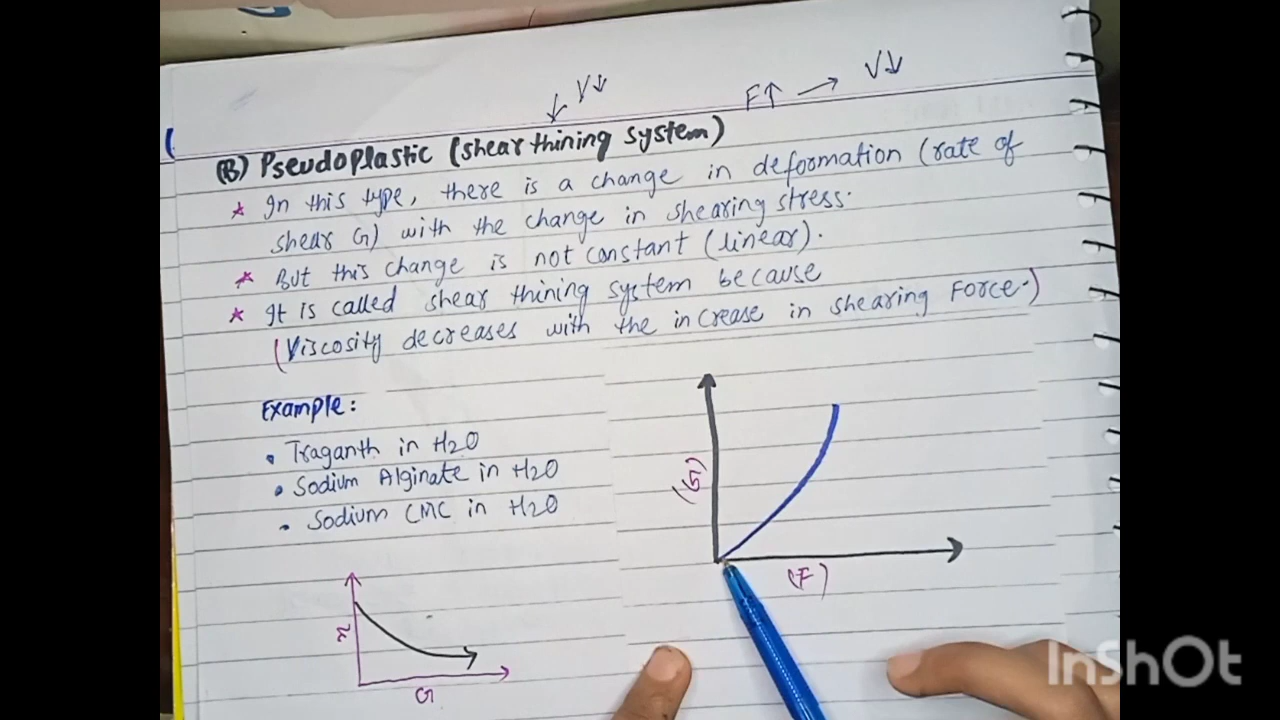 V↓
F↑ → V↓
(B) Pseudoplastic (shear thining system)
* In this type, there is a change in deformation (rate of
shear G) with the change in shearing stress.
* But this change is not constant (linear).
* It is called shear thining system because
(Viscosity decreases with the increase in shearing Force.)
Example:
• Traganth in H2O
• Sodium Alginate in H2O
• Sodium CMC in H2O
(G)
(F)
G
InShOt